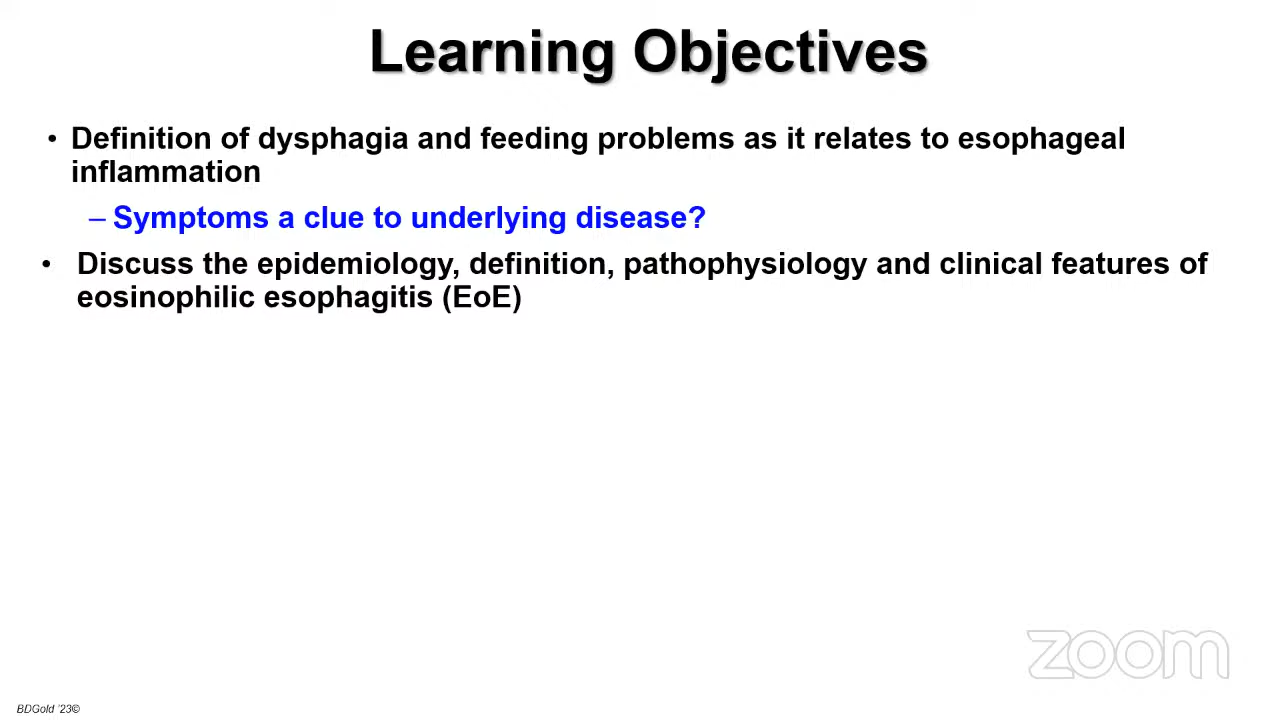 Learning Objectives
• Definition of dysphagia and feeding problems as it relates to esophageal
inflammation
– Symptoms a clue to underlying disease?
• Discuss the epidemiology, definition, pathophysiology and clinical features of
eosinophilic esophagitis (EoE)
zoom
BDGold '23©